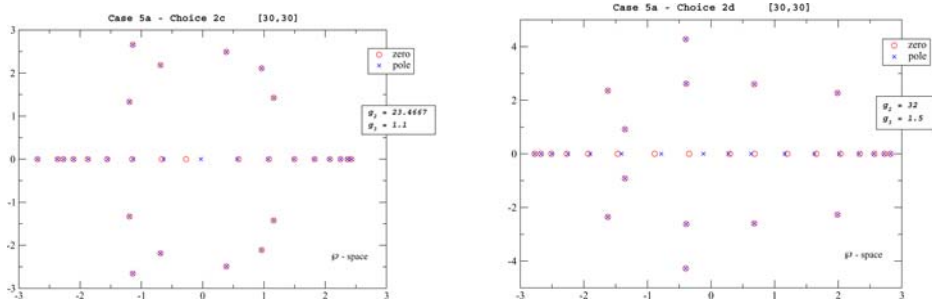 Case 5a - Choice 2c [30,30]
zero
pole
g2 = 23.4667
g3 = 1.1
3
2
1
0
-1
-2
-3
℘ - space
-3 -2 -1 0 1 2 3
Case 5a - Choice 2d [30,30]
zero
pole
g2 = 32
g3 = 1.5
4
2
0
-2
-4
℘ - space
-3 -2 -1 0 1 2 3